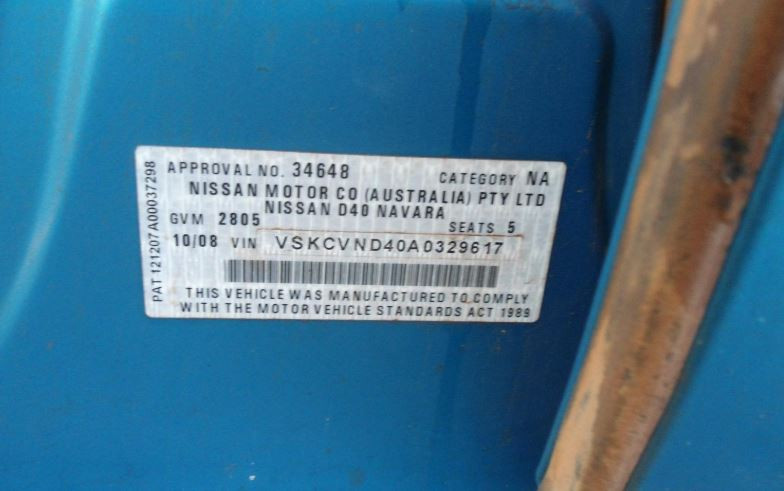 APPROVAL NO. 34648 CATEGORY NA
NISSAN MOTOR CO (AUSTRALIA) PTY LTD
NISSAN D40 NAVARA
GVM 2805 SEATS 5
10/08 VIN VSKCVND40A0329617
THIS VEHICLE WAS MANUFACTURED TO COMPLY
WITH THE MOTOR VEHICLE STANDARDS ACT 1989
PAT 121207A00037298